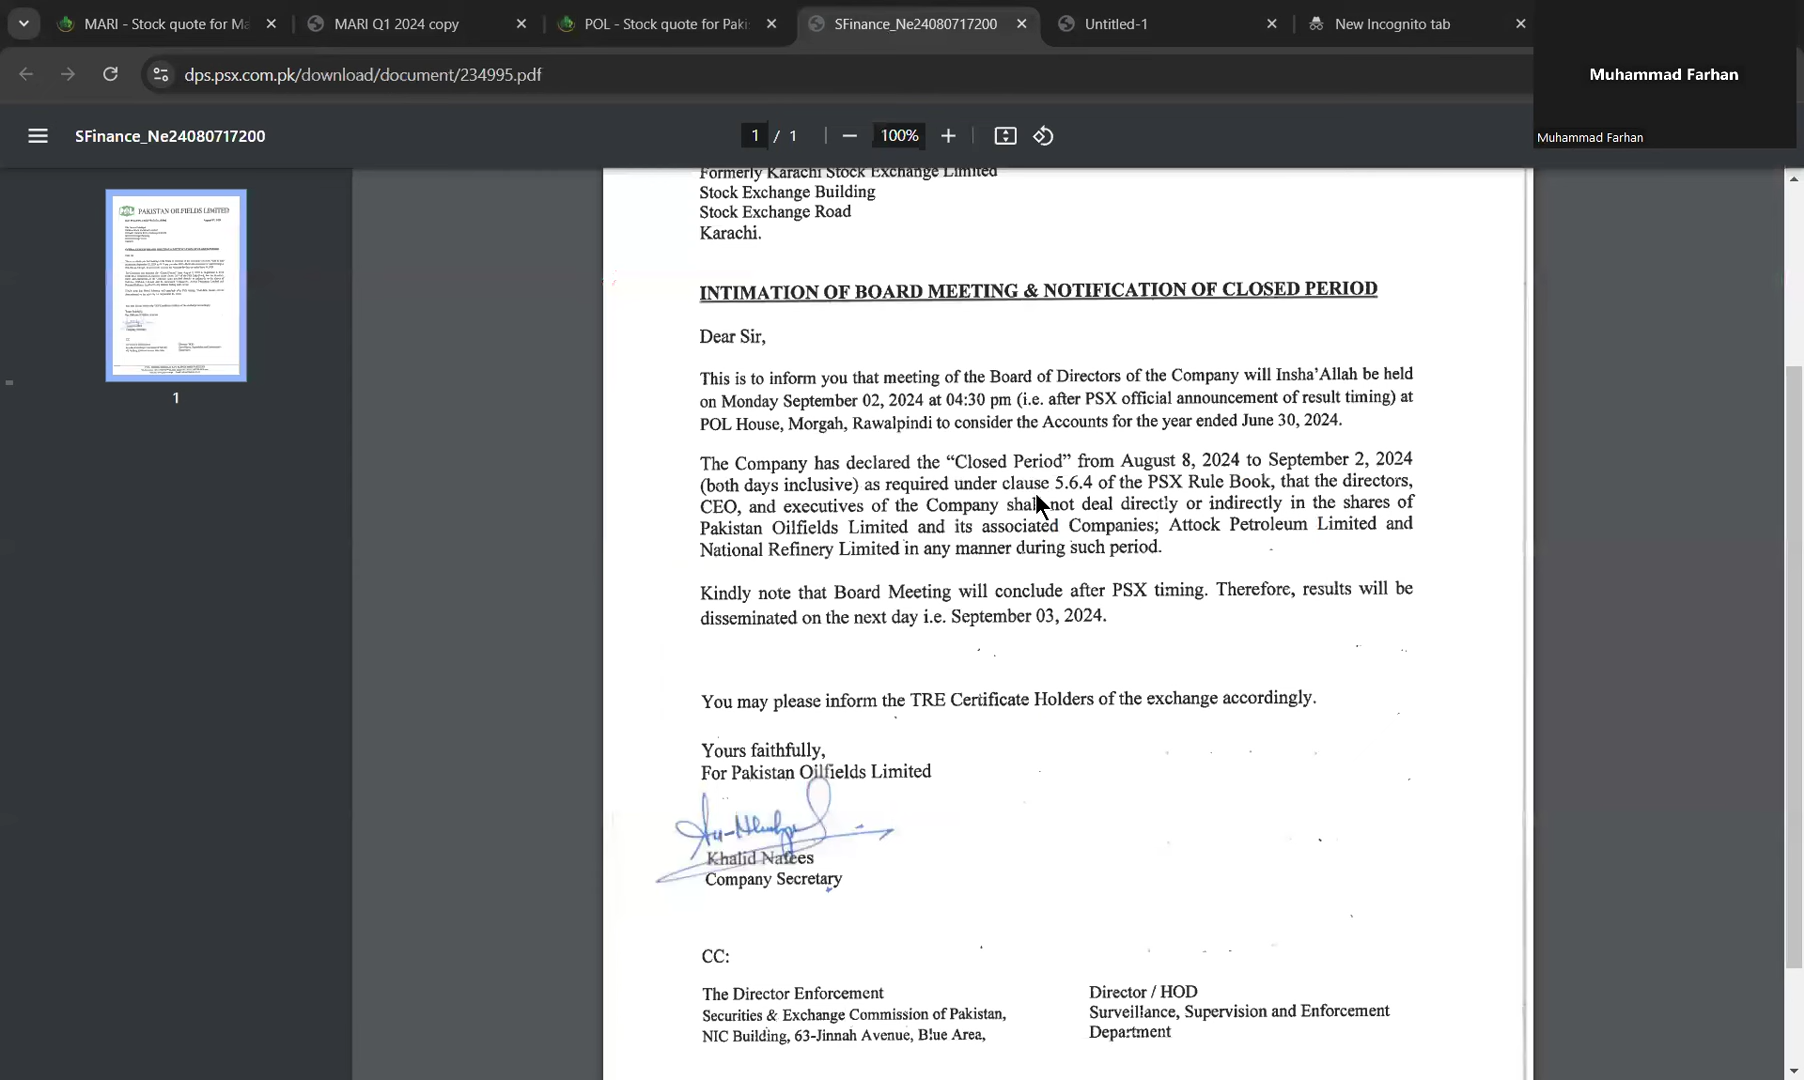 MARI - Stock quote for Ma
MARI Q1 2024 copy
POL - Stock quote for Paki
SFinance_Ne24080717200
Untitled-1
New Incognito tab
dps.psx.com.pk/download/document/234995.pdf
Muhammad Farhan
Muhammad Farhan
SFinance_Ne24080717200
1 / 1
100%
PAKISTAN OILFIELDS LIMITED
1
Formerly Karachi Stock Exchange Limited
Stock Exchange Building
Stock Exchange Road
Karachi.
INTIMATION OF BOARD MEETING & NOTIFICATION OF CLOSED PERIOD
Dear Sir,
This is to inform you that meeting of the Board of Directors of the Company will Insha’Allah be held
on Monday September 02, 2024 at 04:30 pm (i.e. after PSX official announcement of result timing) at
POL House, Morgah, Rawalpindi to consider the Accounts for the year ended June 30, 2024.
The Company has declared the “Closed Period” from August 8, 2024 to September 2, 2024
(both days inclusive) as required under clause 5.6.4 of the PSX Rule Book, that the directors,
CEO, and executives of the Company shall not deal directly or indirectly in the shares of
Pakistan Oilfields Limited and its associated Companies; Attock Petroleum Limited and
National Refinery Limited in any manner during such period.
Kindly note that Board Meeting will conclude after PSX timing. Therefore, results will be
disseminated on the next day i.e. September 03, 2024.
You may please inform the TRE Certificate Holders of the exchange accordingly.
Yours faithfully,
For Pakistan Oilfields Limited
Khalid Nafees
Company Secretary
CC:
The Director Enforcement
Securities & Exchange Commission of Pakistan,
NIC Building, 63-Jinnah Avenue, Blue Area,
Director / HOD
Surveillance, Supervision and Enforcement
Department